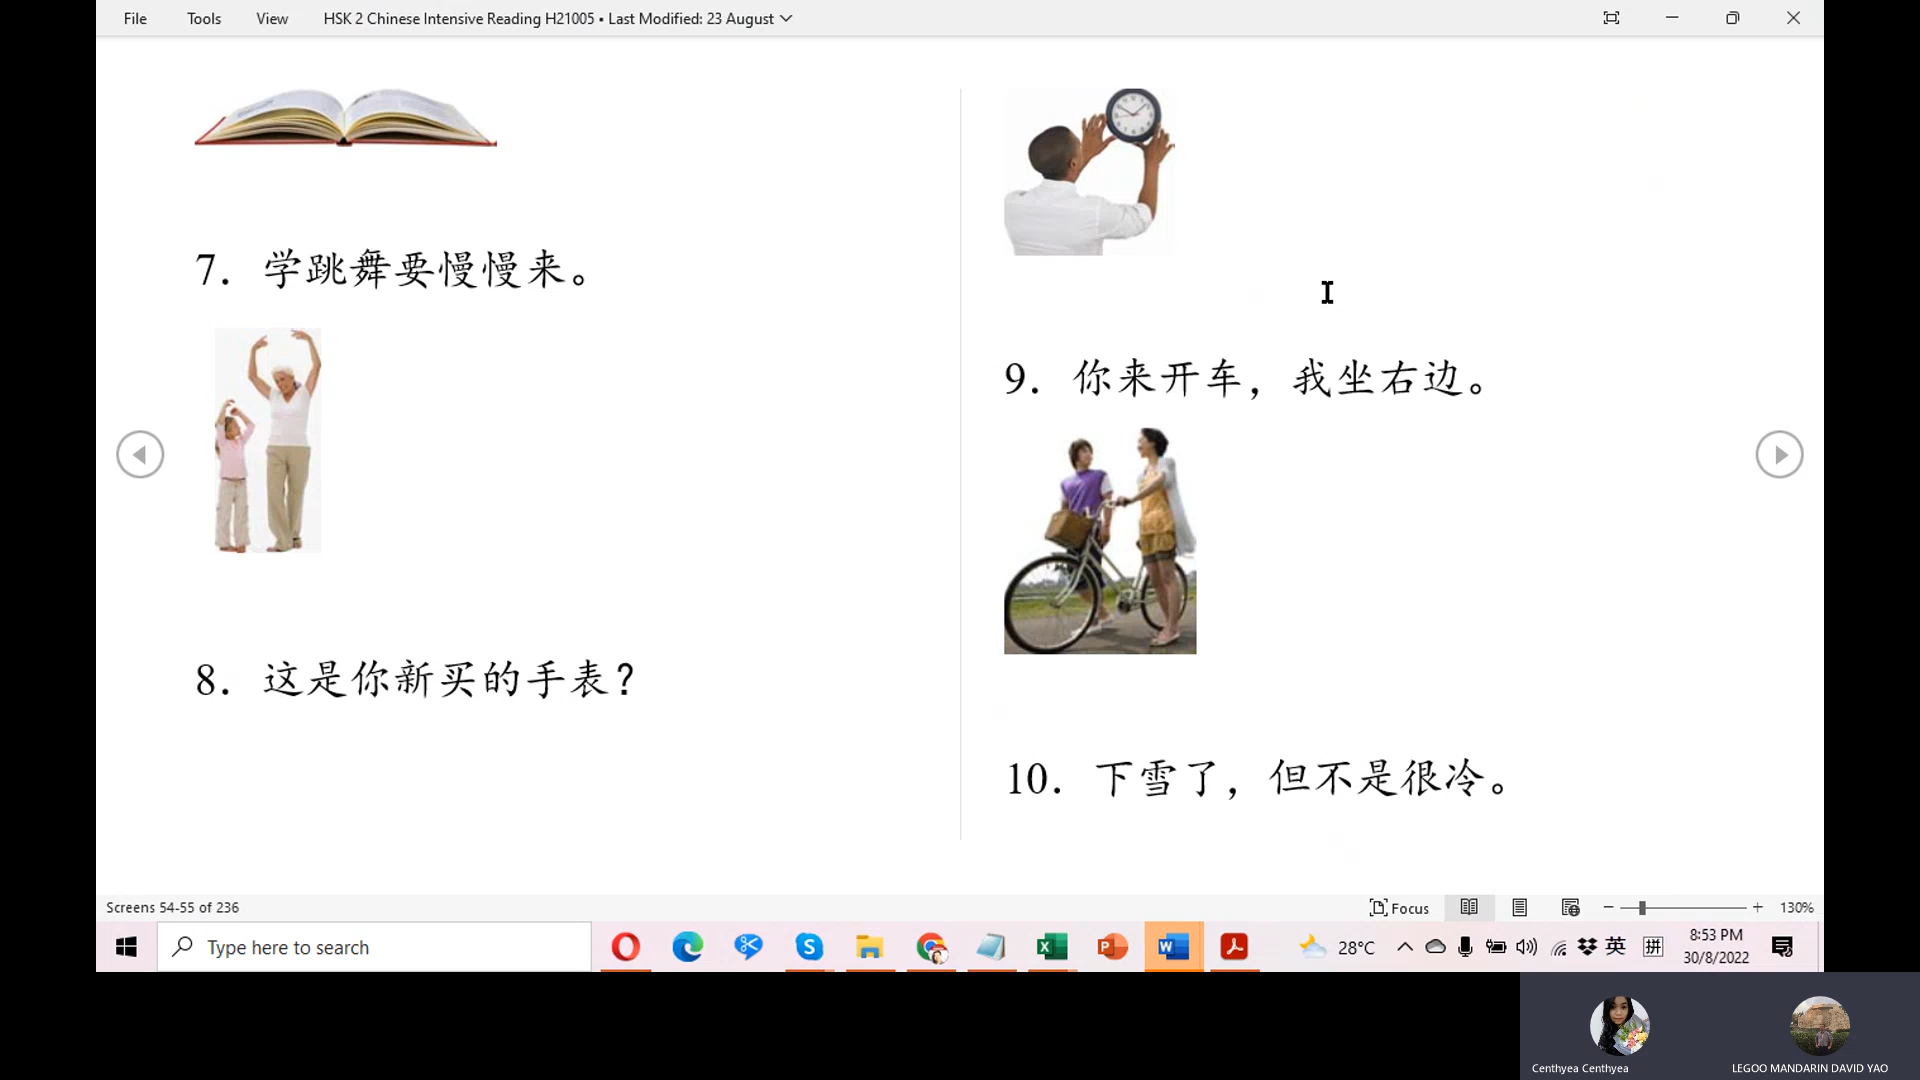 File Tools View HSK 2 Chinese Intensive Reading H21005 • Last Modified: 23 August
7. 学跳舞要慢慢来。
8. 这是你新买的手表？
9. 你来开车，我坐右边。
10. 下雪了，但不是很冷。
Screens 54-55 of 236
Focus
130%
Type here to search
28°C
英
拼
8:53 PM
30/8/2022
Centhyea Centhyea
LEGOO MANDARIN DAVID YAO